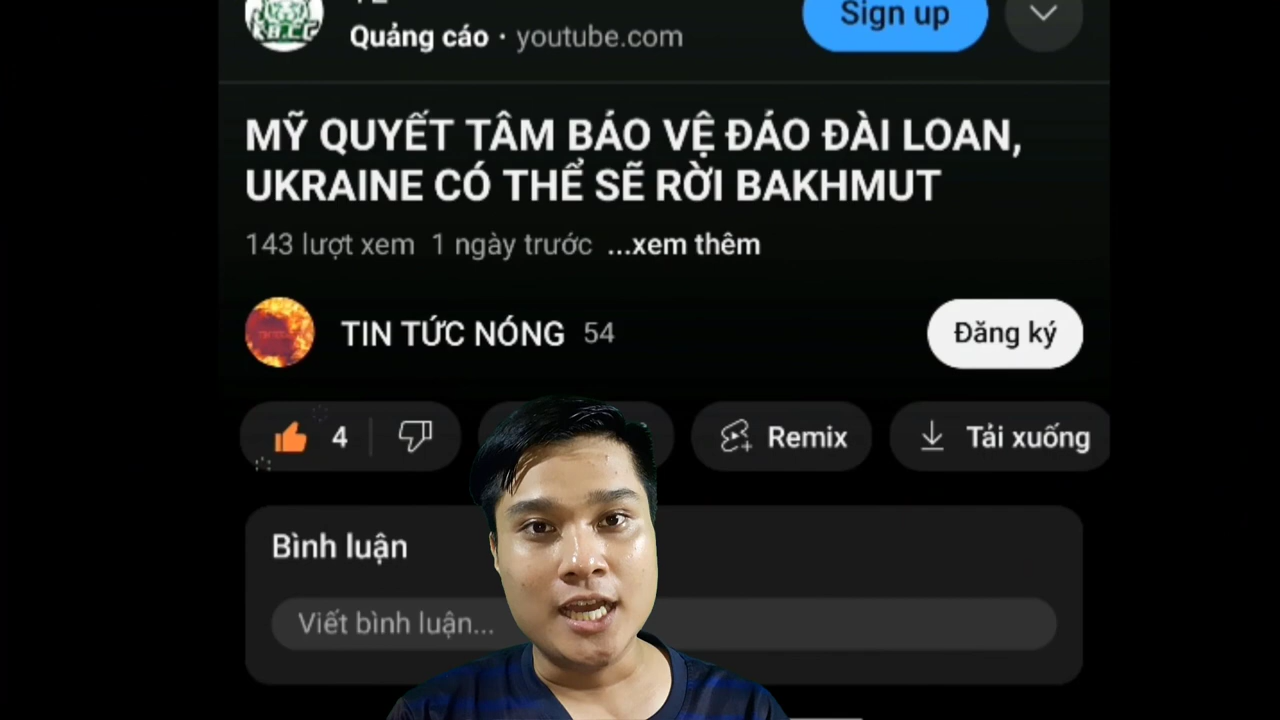 Sign up
Quảng cáo · youtube.com
MỸ QUYẾT TÂM BẢO VỆ ĐẢO ĐÀI LOAN,
UKRAINE CÓ THỂ SẼ RỜI BAKHMUT
143 lượt xem 1 ngày trước ...xem thêm
TIN TỨC NÓNG 54
Đăng ký
4
Remix
Tải xuống
Bình luận
Viết bình luận...